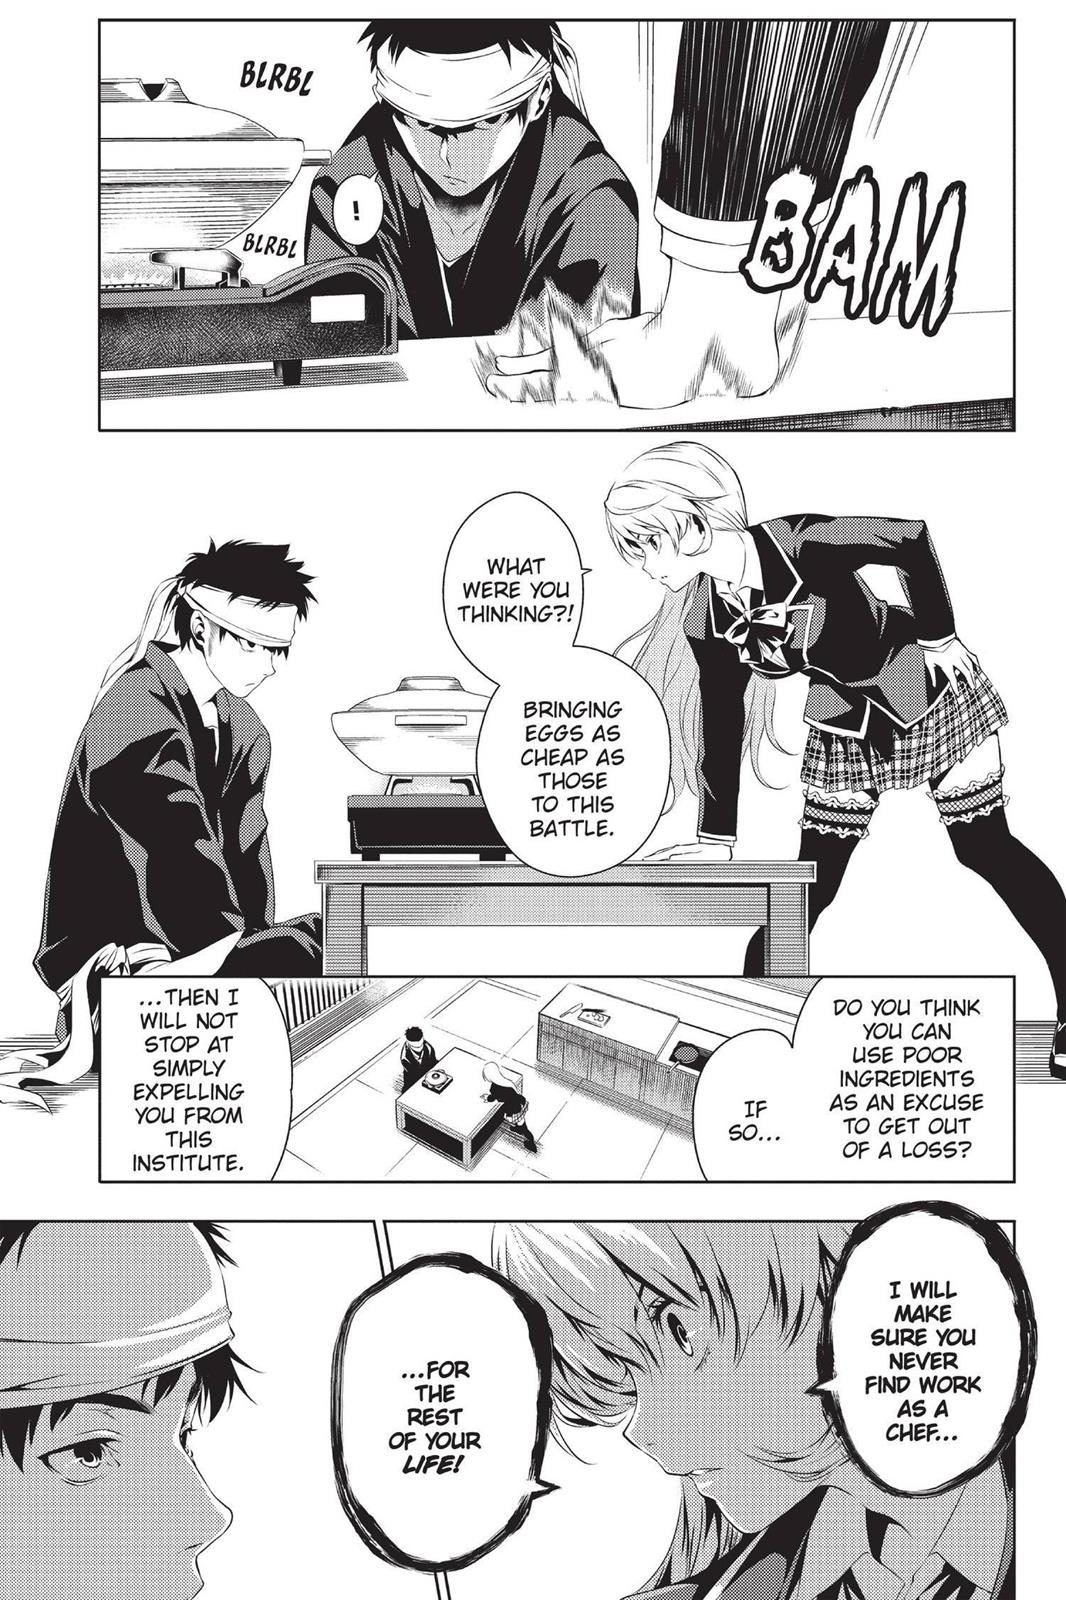 BAM
BLRBL
!
BLRBL
WHAT
WERE YOU
THINKING?!
BRINGING
EGGS AS
CHEAP AS
THOSE
TO THIS
BATTLE.
DO YOU THINK
YOU CAN
USE POOR
INGREDIENTS
AS AN EXCUSE
TO GET OUT
OF A LOSS?
IF
SO...
...THEN I
WILL NOT
STOP AT
SIMPLY
EXPELLING
YOU FROM
THIS
INSTITUTE.
I WILL
MAKE
SURE YOU
NEVER
FIND WORK
AS A
CHEF...
...FOR
THE
REST
OF YOUR
LIFE!